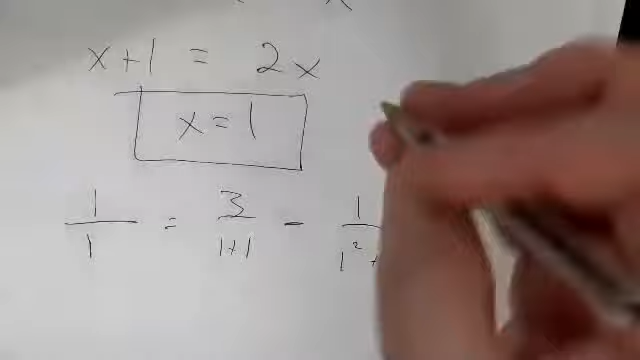 x+1 = 2x
x = 1
1/1 = 3/(1+1) - 1/(1² +